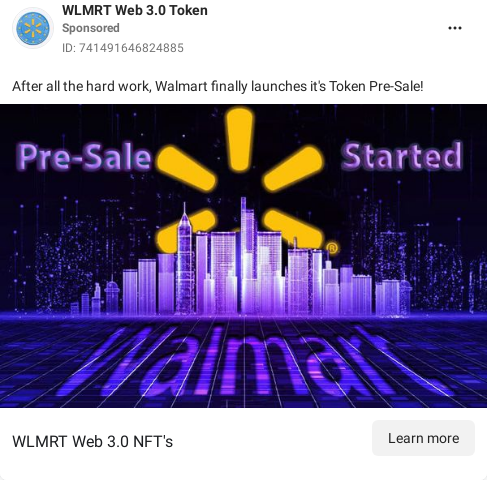 WLMRT Web 3.0 Token
Sponsored
ID: 741491646824885
After all the hard work, Walmart finally launches it's Token Pre-Sale!
Pre-Sale Started
®
Walmart
WLMRT Web 3.0 NFT's
Learn more